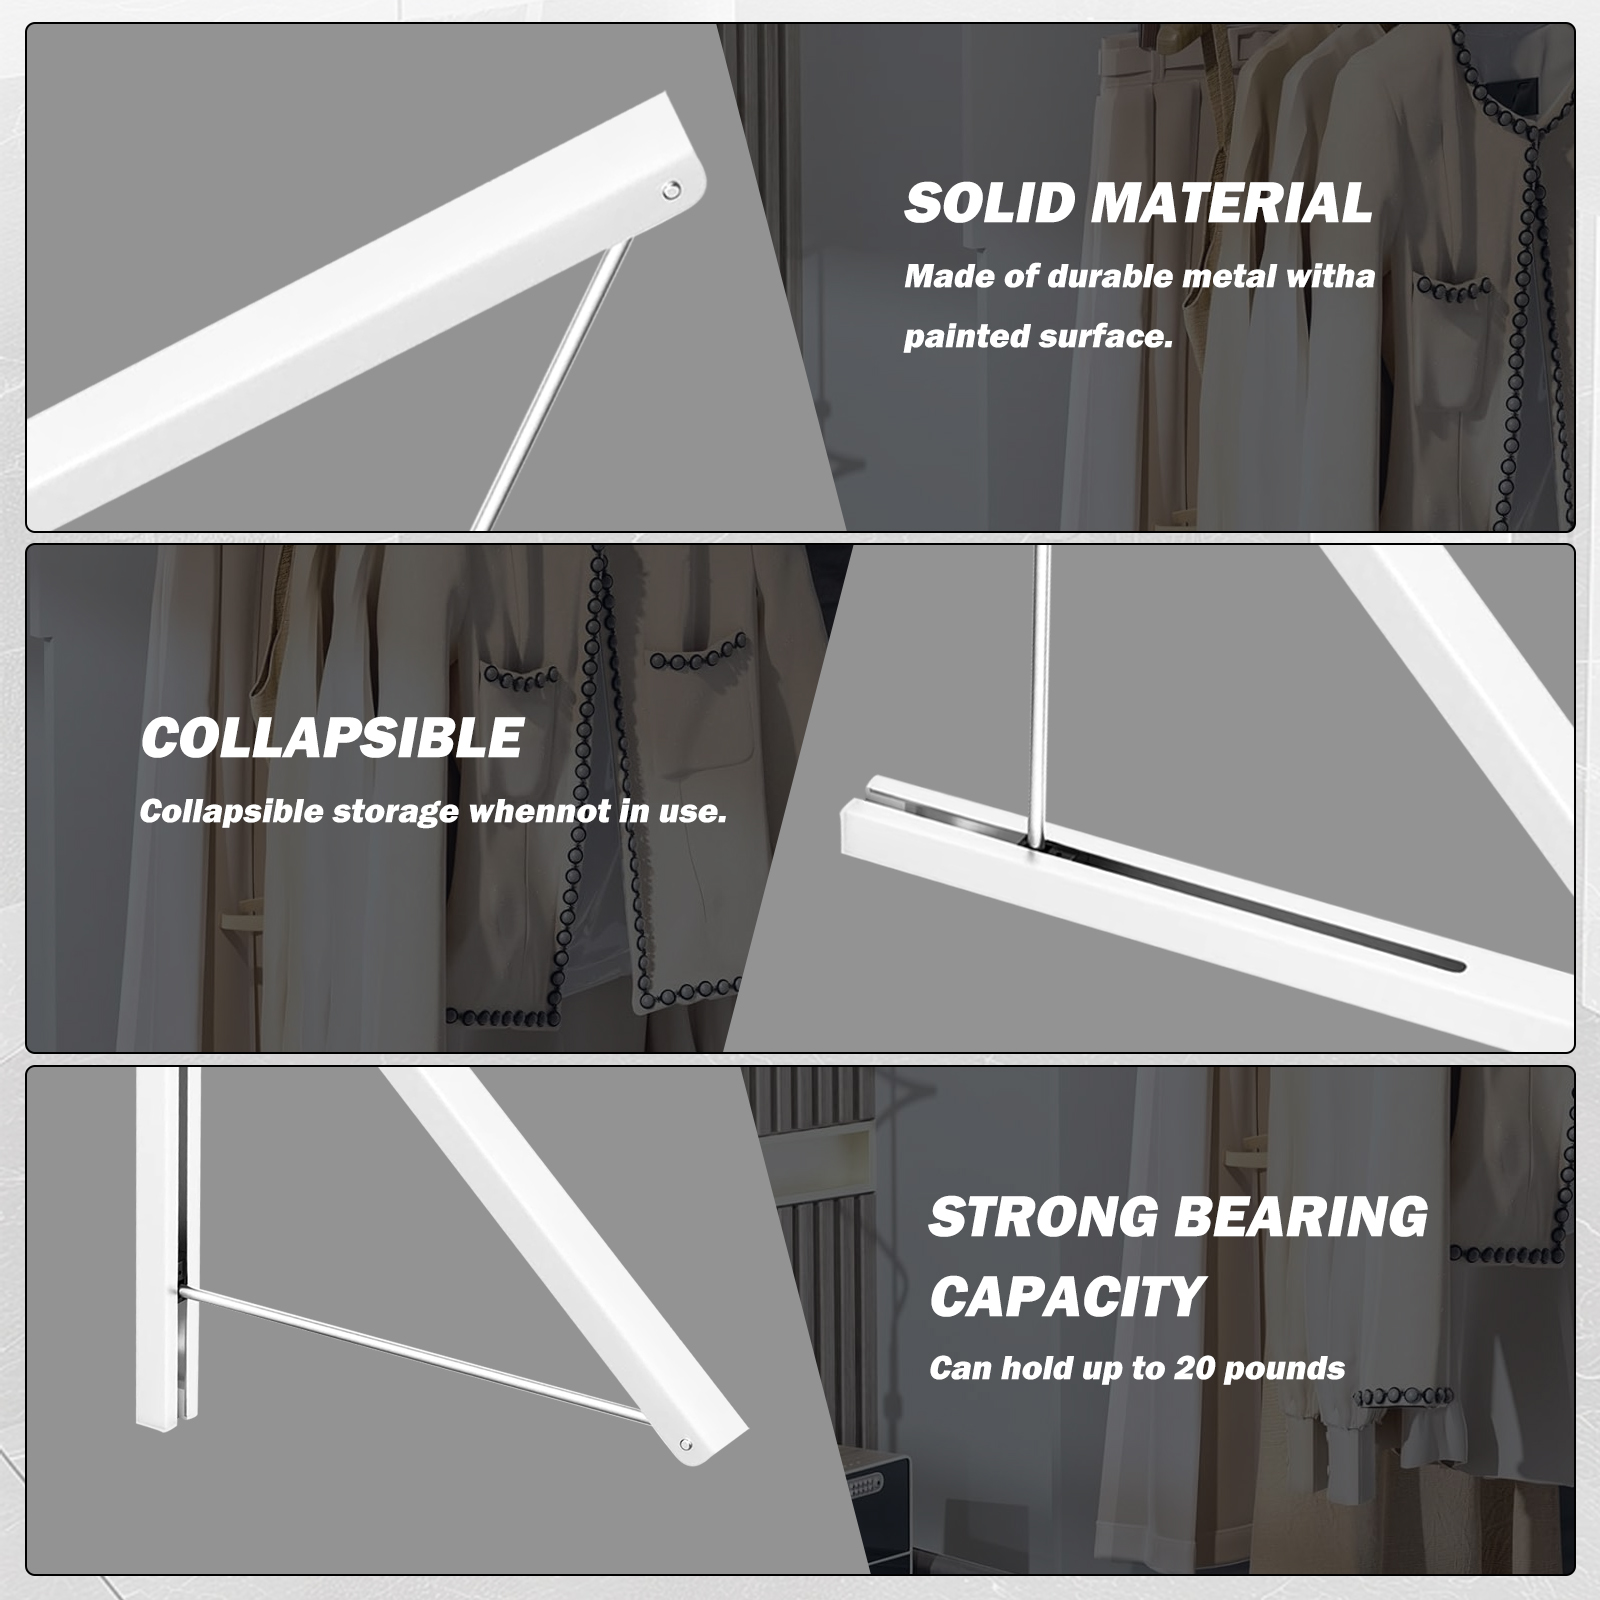 SOLID MATERIAL
Made of durable metal witha
painted surface.
COLLAPSIBLE
Collapsible storage whennot in use.
STRONG BEARING
CAPACITY
Can hold up to 20 pounds